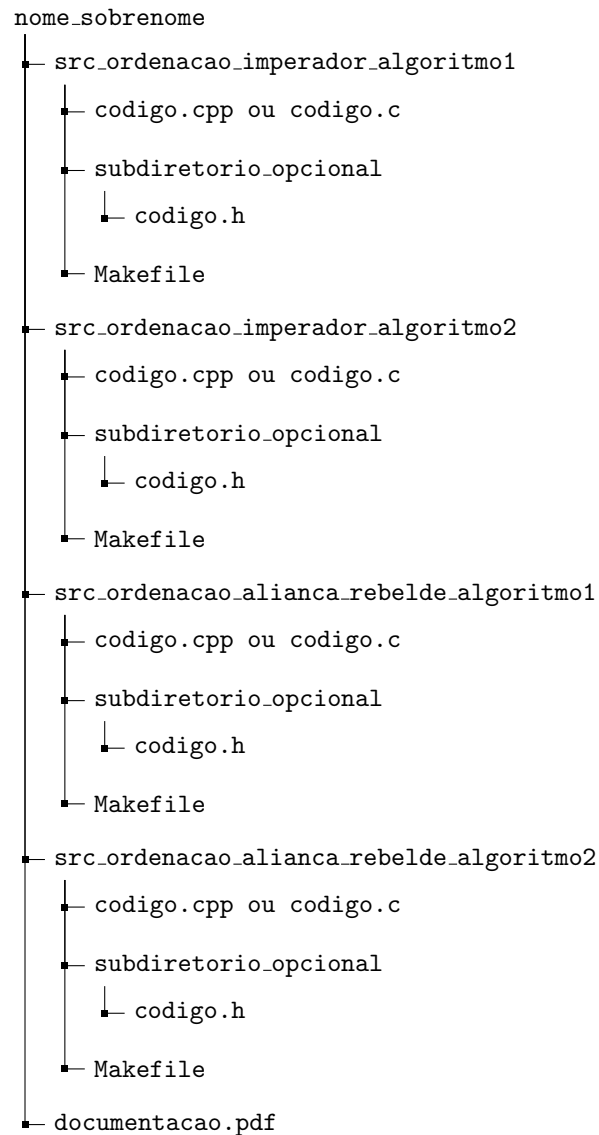 nome_sobrenome
src_ordenacao_imperador_algoritmo1
codigo.cpp ou codigo.c
subdiretorio_opcional
codigo.h
Makefile
src_ordenacao_imperador_algoritmo2
codigo.cpp ou codigo.c
subdiretorio_opcional
codigo.h
Makefile
src_ordenacao_alianca_rebelde_algoritmo1
codigo.cpp ou codigo.c
subdiretorio_opcional
codigo.h
Makefile
src_ordenacao_alianca_rebelde_algoritmo2
codigo.cpp ou codigo.c
subdiretorio_opcional
codigo.h
Makefile
documentacao.pdf